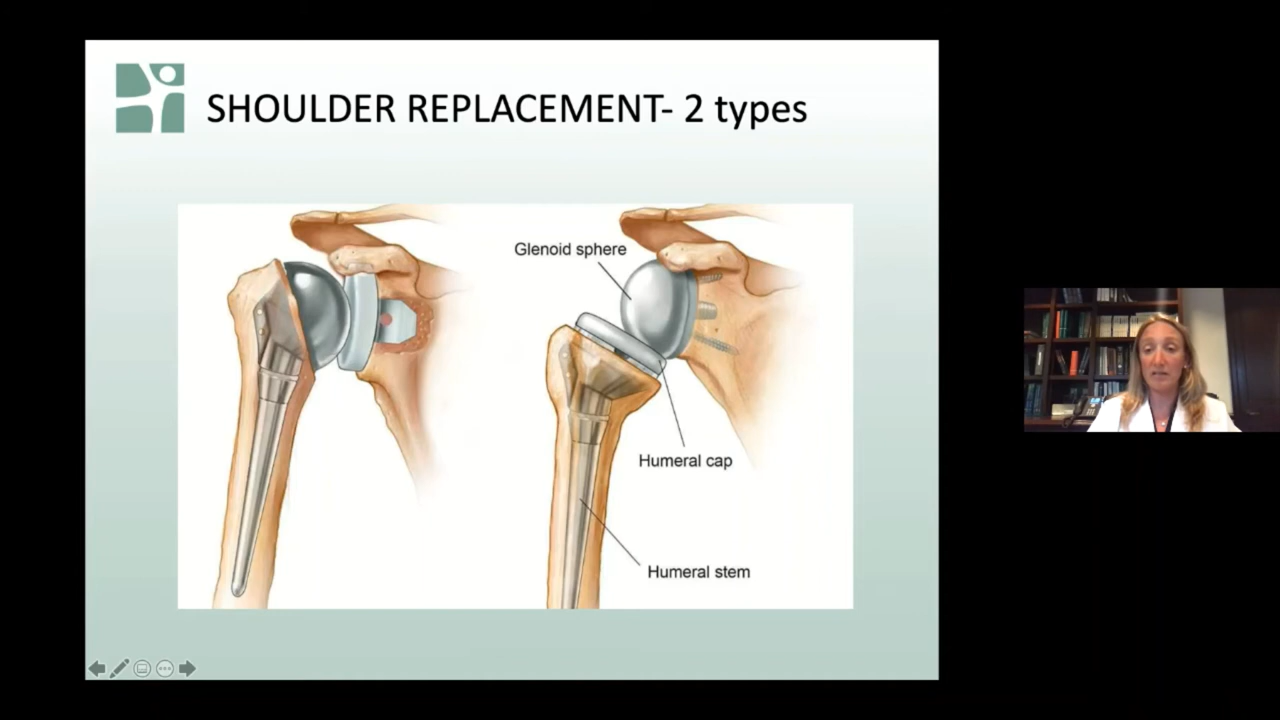 SHOULDER REPLACEMENT- 2 types
Glenoid sphere
Humeral cap
Humeral stem